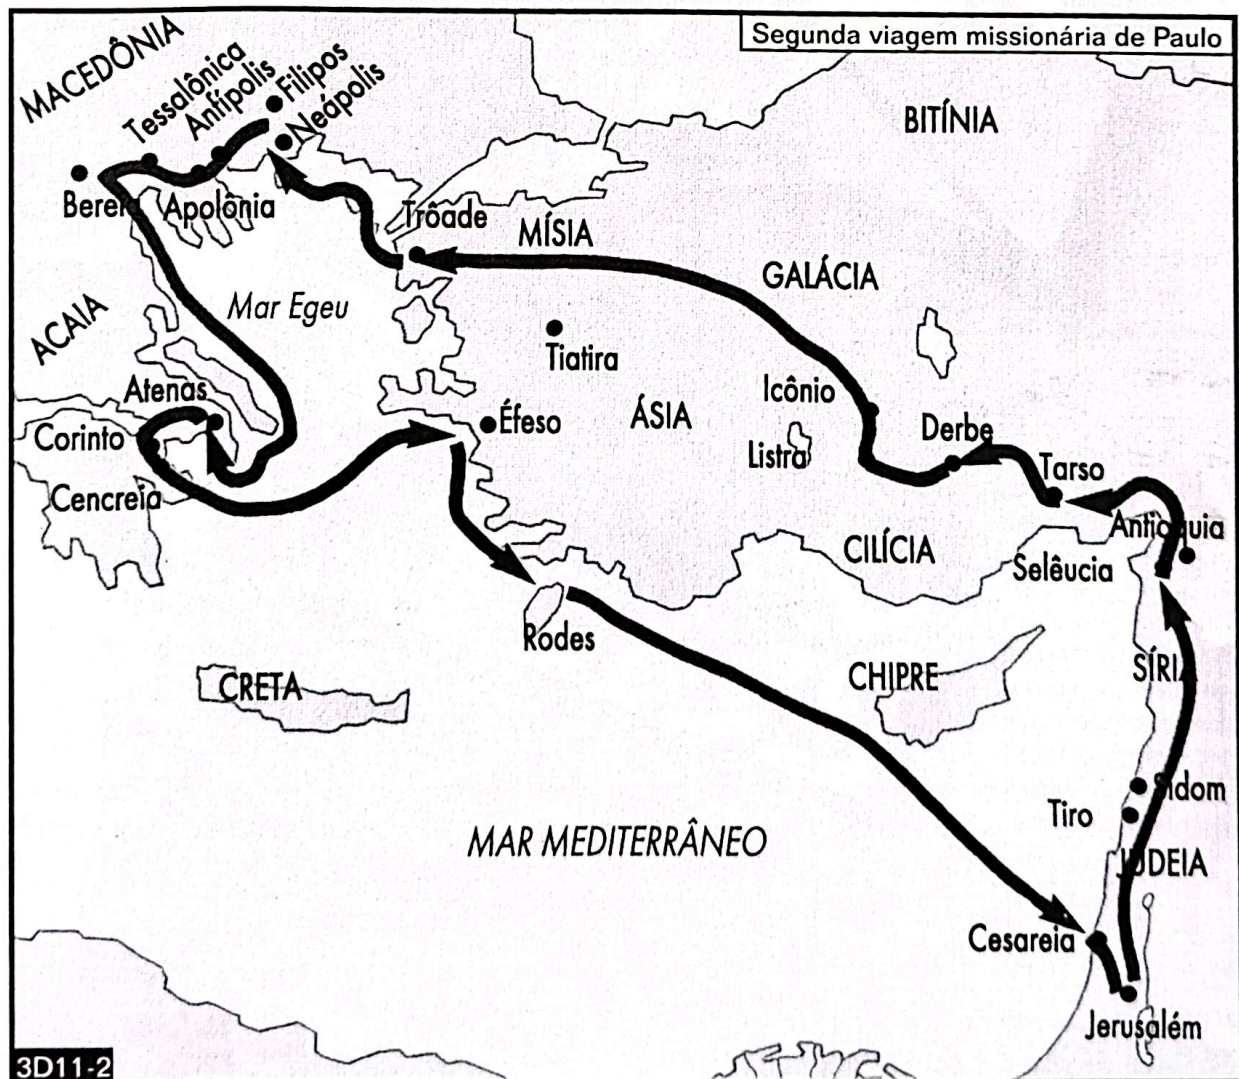 Segunda viagem missionária de Paulo
MACEDÔNIA
Tessalônica
Anfípolis
Filipos
Neápolis
BITÍNIA
Bereia
Apolônia
Trôade
MÍSIA
GALÁCIA
Mar Egeu
ACAIA
Tiatira
Atenas
Icônio
ÁSIA
Éfeso
Corinto
Derbe
Listra
Tarso
Cencreia
Antioquia
CILÍCIA
Selêucia
Rodes
SÍRIA
CHIPRE
CRETA
Sidom
Tiro
MAR MEDITERRÂNEO
JUDEIA
Cesareia
Jerusalém
3D11-2